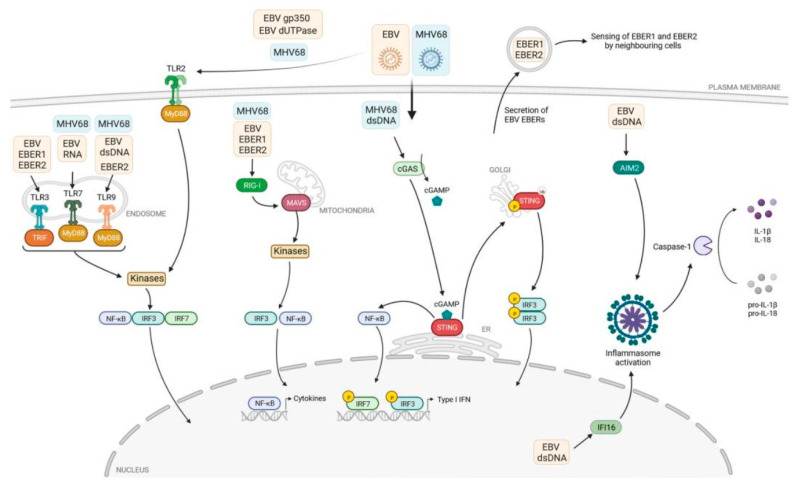 EBV gp350
EBV dUTPase
MHV68
TLR2
MyD88
EBV
MHV68
EBER1
EBER2
Sensing of EBER1 and EBER2
by neighbouring cells
PLASMA MEMBRANE
Secretion of
EBV EBERs
MHV68
MHV68
EBV
EBER1
EBER2
EBV
RNA
EBV
dsDNA
EBER2
TLR3
TLR7
TLR9
ENDOSOME
TRIF
MyD88
MyD88
Kinases
NF-κB
IRF3
IRF7
MHV68
EBV
EBER1
EBER2
RIG-I
MAVS
MITOCHONDRIA
Kinases
IRF3
NF-κB
MHV68
dsDNA
cGAS
cGAMP
GOLGI
STING
P
cGAMP
STING
ER
NF-κB
P
IRF3
P
IRF3
EBV
dsDNA
AIM2
Caspase-1
IL-1β
IL-18
pro-IL-1β
pro-IL-18
Inflammasome
activation
NF-κB
Cytokines
P
IRF7
P
IRF3
Type I IFN
IFI16
EBV
dsDNA
NUCLEUS